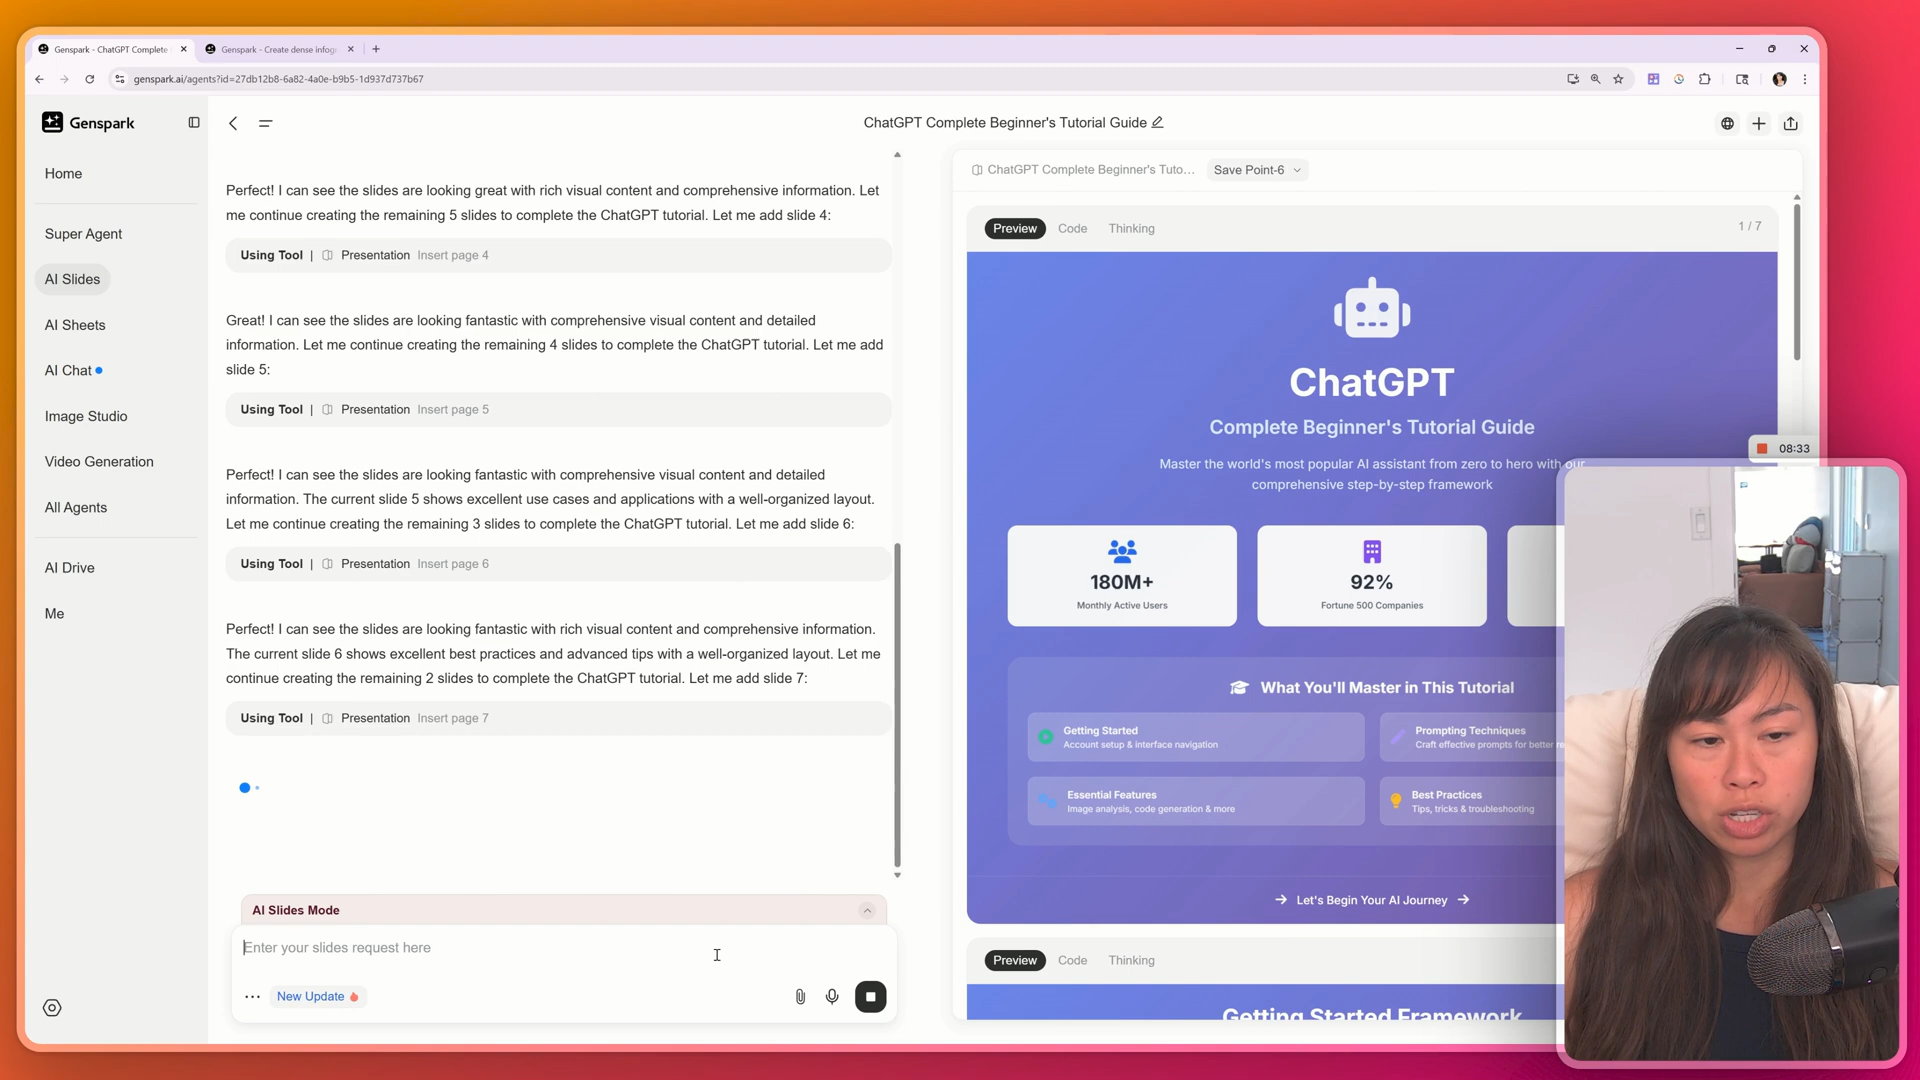 Genspark - ChatGPT Complete
Genspark - Create dense infog
genspark.ai/agents?id=27db12b8-6a82-4a0e-b9b5-1d937d737b67
Genspark
Home
Super Agent
AI Slides
AI Sheets
AI Chat
Image Studio
Video Generation
All Agents
AI Drive
Me
ChatGPT Complete Beginner's Tutorial Guide
Perfect! I can see the slides are looking great with rich visual content and comprehensive information. Let
me continue creating the remaining 5 slides to complete the ChatGPT tutorial. Let me add slide 4:
Using Tool | Presentation Insert page 4
Great! I can see the slides are looking fantastic with comprehensive visual content and detailed
information. Let me continue creating the remaining 4 slides to complete the ChatGPT tutorial. Let me add
slide 5:
Using Tool | Presentation Insert page 5
Perfect! I can see the slides are looking fantastic with comprehensive visual content and detailed
information. The current slide 5 shows excellent use cases and applications with a well-organized layout.
Let me continue creating the remaining 3 slides to complete the ChatGPT tutorial. Let me add slide 6:
Using Tool | Presentation Insert page 6
Perfect! I can see the slides are looking fantastic with rich visual content and comprehensive information.
The current slide 6 shows excellent best practices and advanced tips with a well-organized layout. Let me
continue creating the remaining 2 slides to complete the ChatGPT tutorial. Let me add slide 7:
Using Tool | Presentation Insert page 7
AI Slides Mode
Enter your slides request here
New Update
ChatGPT Complete Beginner's Tuto...
Save Point-6
Preview Code Thinking
1 / 7
ChatGPT
Complete Beginner's Tutorial Guide
Master the world's most popular AI assistant from zero to hero with our
comprehensive step-by-step framework
180M+
Monthly Active Users
92%
Fortune 500 Companies
What You'll Master in This Tutorial
Getting Started
Account setup & interface navigation
Prompting Techniques
Craft effective prompts for better re
Essential Features
Image analysis, code generation & more
Best Practices
Tips, tricks & troubleshooting
Let's Begin Your AI Journey
Preview Code Thinking
Getting Started Framework
08:33